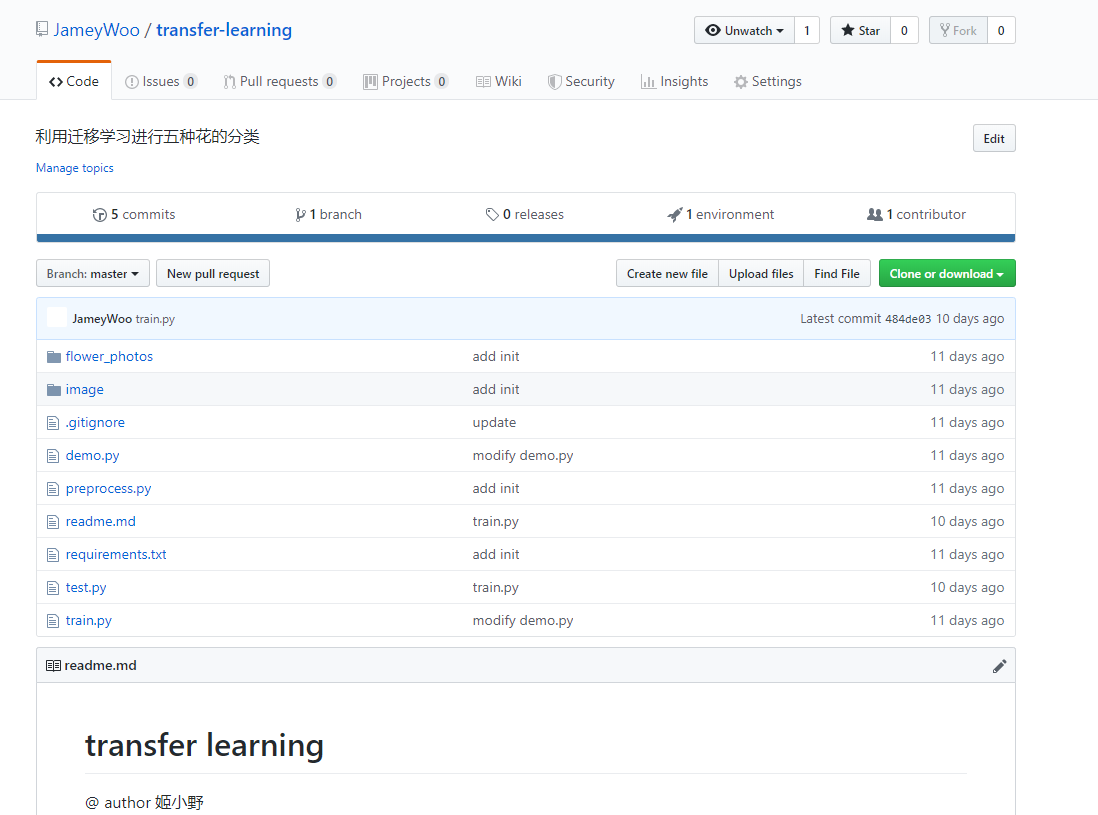 JameyWoo / transfer-learning
Unwatch 1 Star 0 Fork 0
Code Issues 0 Pull requests 0 Projects 0 Wiki Security Insights Settings
利用迁移学习进行五种花的分类 Edit
Manage topics
5 commits 1 branch 0 releases 1 environment 1 contributor
Branch: master New pull request Create new file Upload files Find File Clone or download
JameyWoo train.py Latest commit 484de03 10 days ago
flower_photos add init 11 days ago
image add init 11 days ago
.gitignore update 11 days ago
demo.py modify demo.py 11 days ago
preprocess.py add init 11 days ago
readme.md train.py 10 days ago
requirements.txt add init 11 days ago
test.py train.py 10 days ago
train.py modify demo.py 11 days ago
readme.md
transfer learning
@ author 姬小野